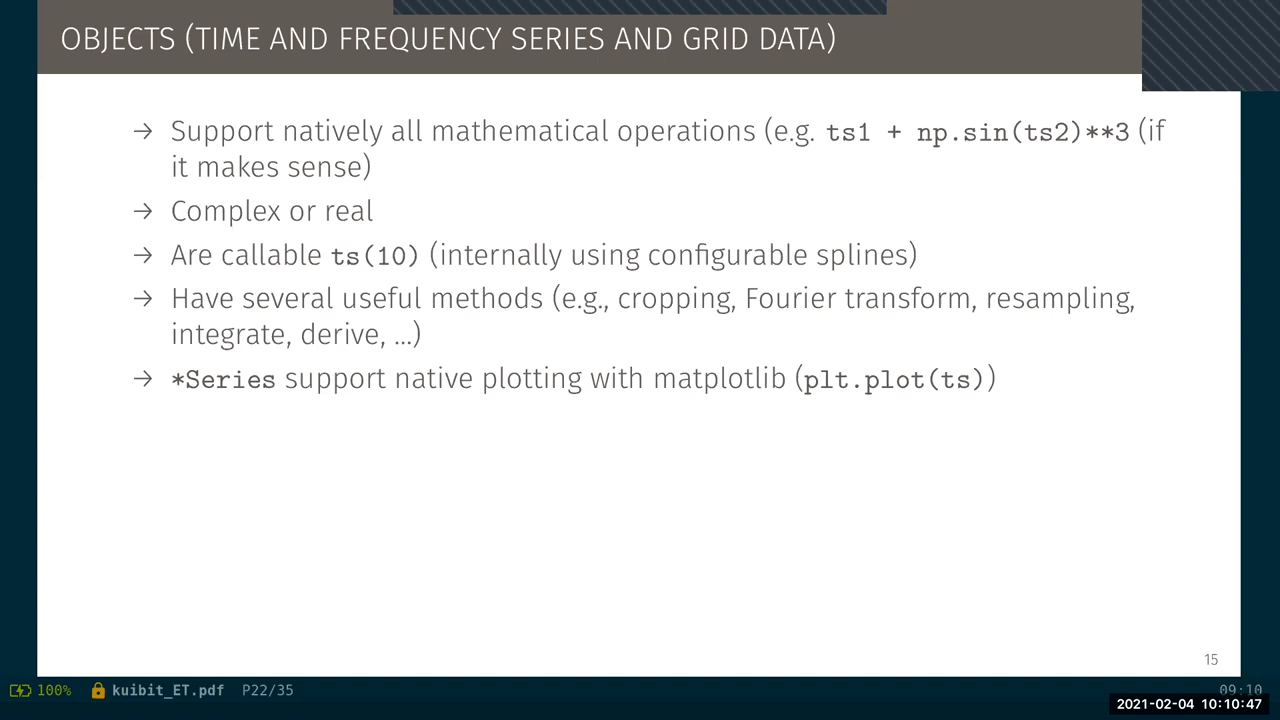 OBJECTS (TIME AND FREQUENCY SERIES AND GRID DATA)
→ Support natively all mathematical operations (e.g. ts1 + np.sin(ts2)**3 (if
it makes sense)
→ Complex or real
→ Are callable ts(10) (internally using configurable splines)
→ Have several useful methods (e.g., cropping, Fourier transform, resampling,
integrate, derive, …)
→ *Series support native plotting with matplotlib (plt.plot(ts))
15
100% kuibit_ET.pdf P22/35
09:10
2021-02-04 10:10:47